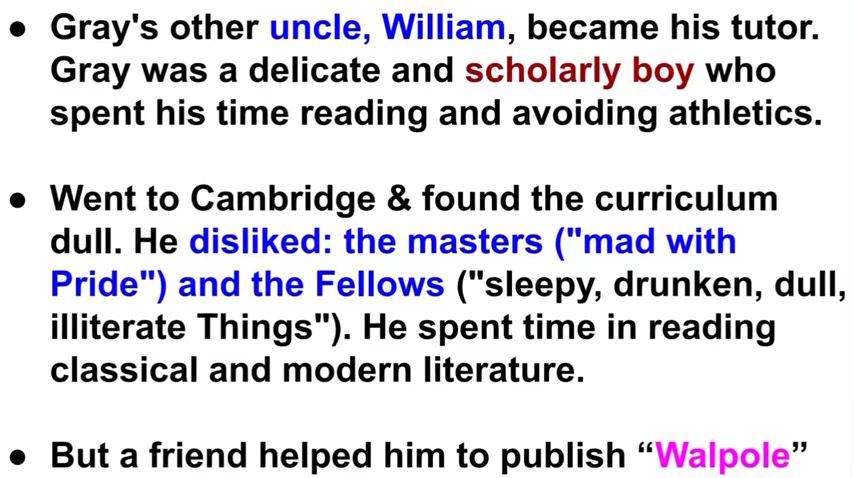 ● Gray's other uncle, William, became his tutor.
Gray was a delicate and scholarly boy who
spent his time reading and avoiding athletics.
● Went to Cambridge & found the curriculum
dull. He disliked: the masters ("mad with
Pride") and the Fellows ("sleepy, drunken, dull,
illiterate Things"). He spent time in reading
classical and modern literature.
● But a friend helped him to publish “Walpole”